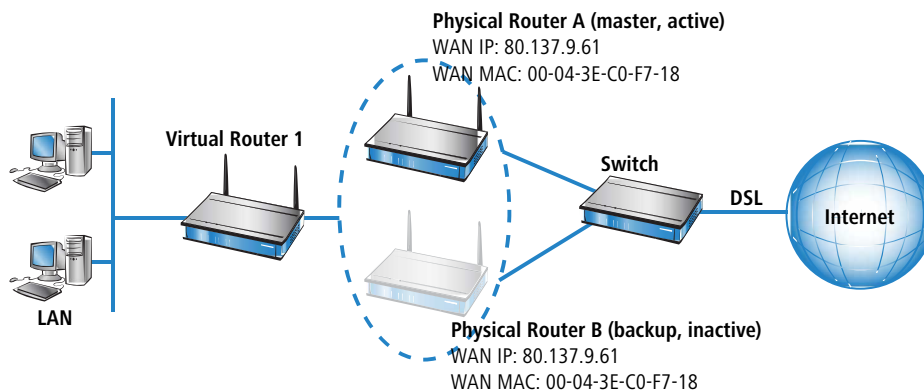 Physical Router A (master, active)
WAN IP: 80.137.9.61
WAN MAC: 00-04-3E-C0-F7-18
Virtual Router 1
Switch
DSL
Internet
LAN
Physical Router B (backup, inactive)
WAN IP: 80.137.9.61
WAN MAC: 00-04-3E-C0-F7-18